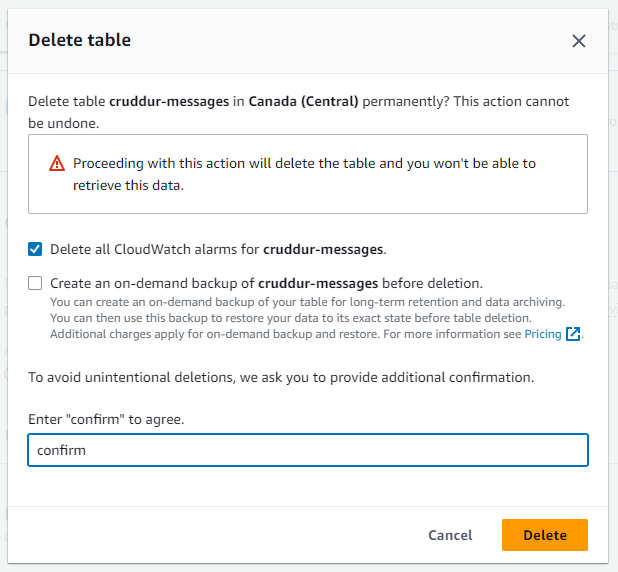 Delete table
Delete table cruddur-messages in Canada (Central) permanently? This action cannot
be undone.
Proceeding with this action will delete the table and you won't be able to
retrieve this data.
Delete all CloudWatch alarms for cruddur-messages.
Create an on-demand backup of cruddur-messages before deletion.
You can create an on-demand backup of your table for long-term retention and data archiving.
You can then use this backup to restore your data to its exact state before table deletion.
Additional charges apply for on-demand backup and restore. For more information see Pricing.
To avoid unintentional deletions, we ask you to provide additional confirmation.
Enter "confirm" to agree.
confirm
Cancel
Delete